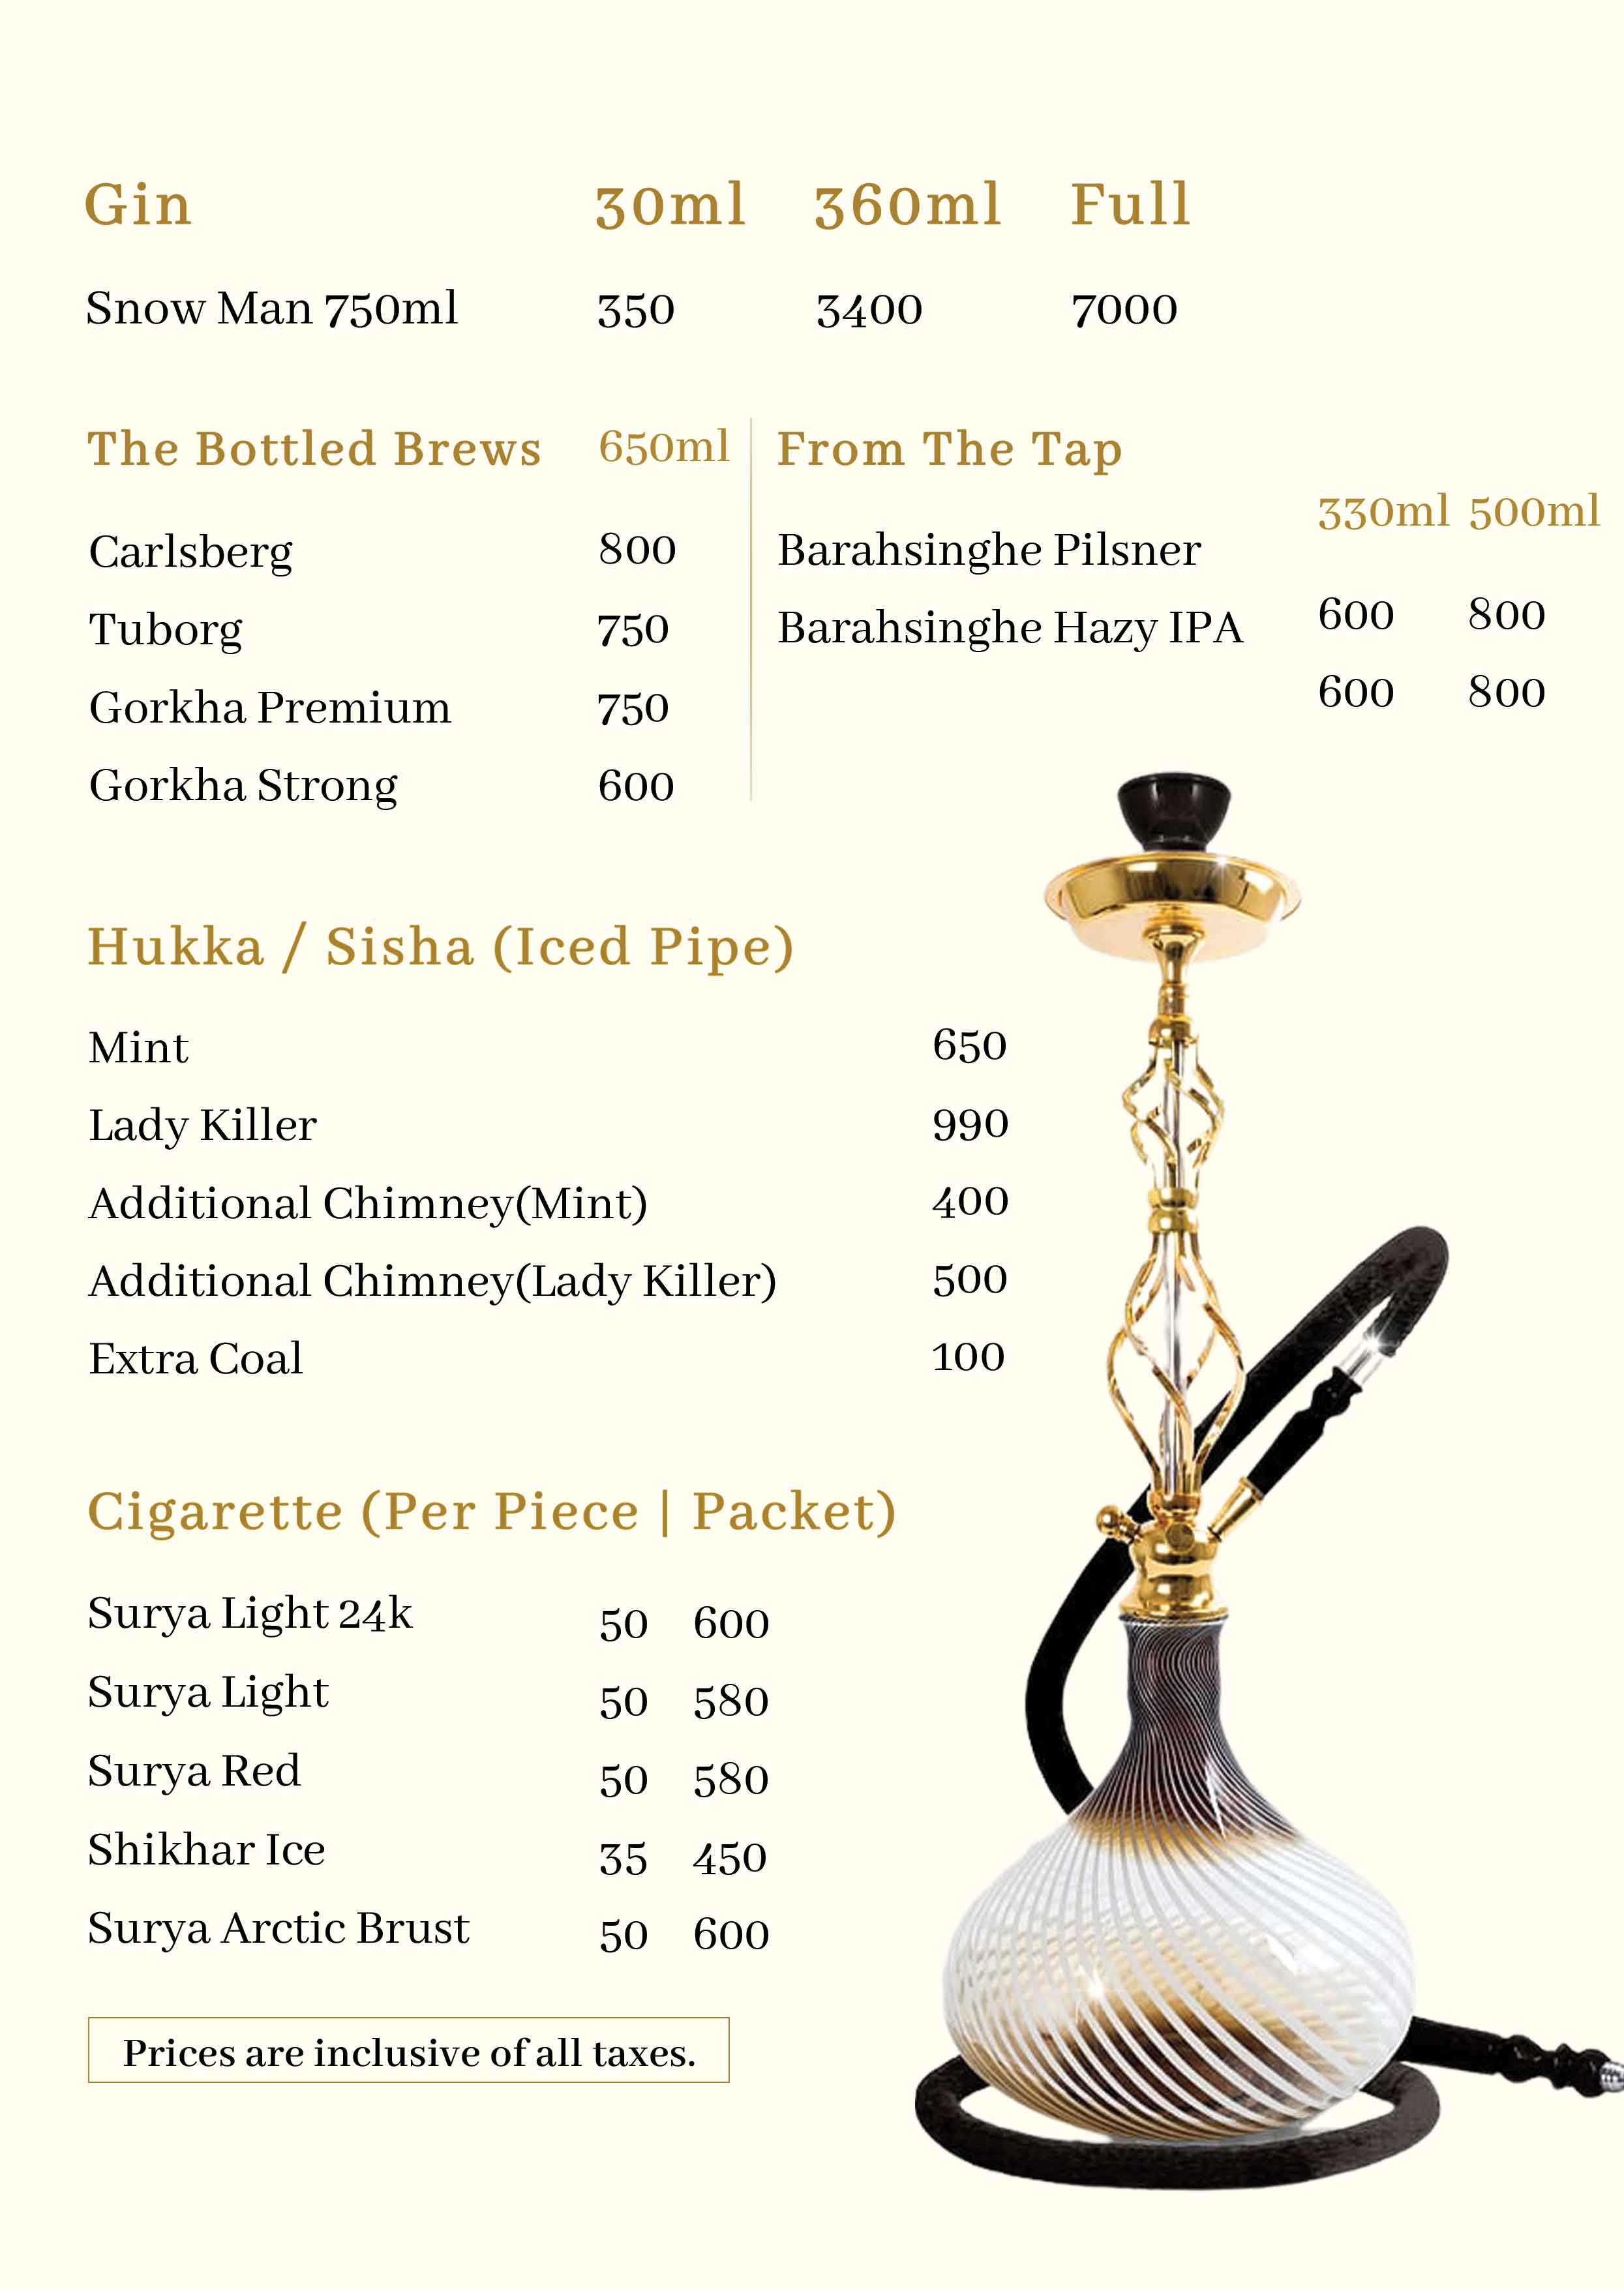 Gin 30ml 360ml Full
Snow Man 750ml 350 3400 7000
The Bottled Brews 650ml
Carlsberg 800
Tuborg 750
Gorkha Premium 750
Gorkha Strong 600
From The Tap
330ml 500ml
Barahsinghe Pilsner
600 800
Barahsinghe Hazy IPA
600 800
Hukka / Sisha (Iced Pipe)
Mint 650
Lady Killer 990
Additional Chimney(Mint) 400
Additional Chimney(Lady Killer) 500
Extra Coal 100
Cigarette (Per Piece | Packet)
Surya Light 24k 50 600
Surya Light 50 580
Surya Red 50 580
Shikhar Ice 35 450
Surya Arctic Brust 50 600
Prices are inclusive of all taxes.